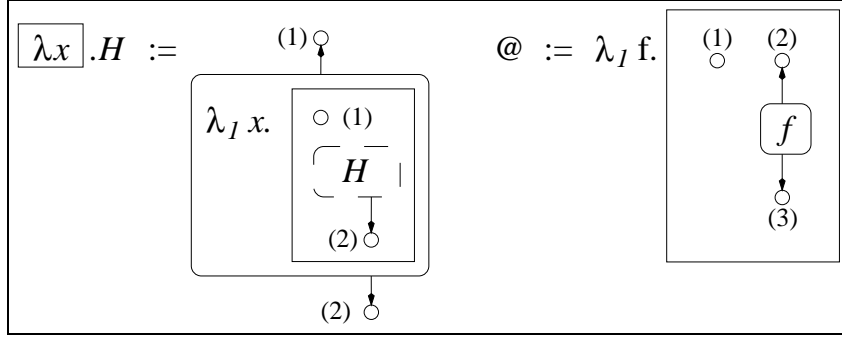 λx .H := (1) @ := λ1 f. (1) (2)
λ1 x. (1)
f
H
(3)
(2)
(2)